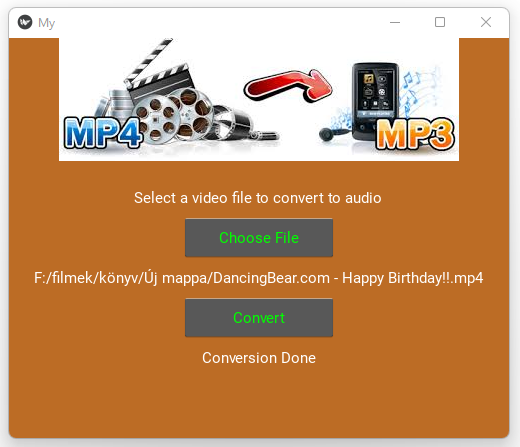 My
MP4
MP3
Select a video file to convert to audio
Choose File
F:/filmek/könyv/Új mappa/DancingBear.com - Happy Birthday!!.mp4
Convert
Conversion Done